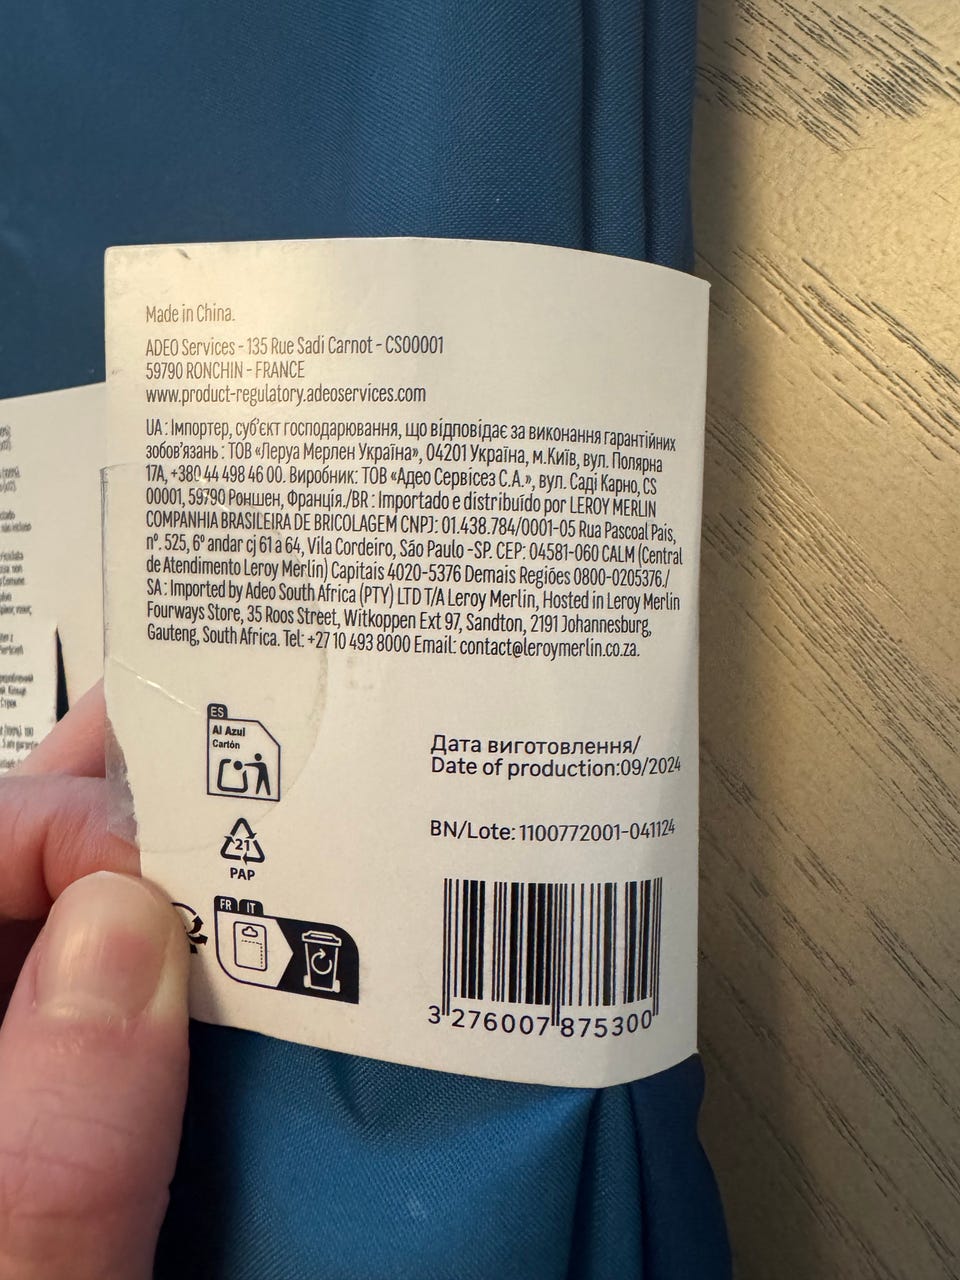 Made in China.
ADEO Services - 135 Rue Sadi Carnot - CS00001
59790 RONCHIN - FRANCE
www.product-regulatory.adeoservices.com
UA : Імпортер, суб'єкт господарювання, що відповідає за виконання гарантійних
зобов'язань : ТОВ «Леруа Мерлен Україна», 04201 Україна, м.Київ, вул. Полярна
17А, +380 44 498 46 00. Виробник: ТОВ «Адео Сервісез С.А.», вул. Саді Карно, CS
00001, 59790 Роншен, Франція./BR : Importado e distribuído por LEROY MERLIN
COMPANHIA BRASILEIRA DE BRICOLAGEM CNPJ: 01.438.784/0001-05 Rua Pascoal Pais,
nº. 525, 6º andar cj 61 a 64, Vila Cordeiro, São Paulo -SP. CEP: 04581-060 CALM (Central
de Atendimento Leroy Merlin) Capitais 4020-5376 Demais Regiões 0800-0205376./
SA : Imported by Adeo South Africa (PTY) LTD T/A Leroy Merlin, Hosted in Leroy Merlin
Fourways Store, 35 Roos Street, Witkoppen Ext 97, Sandton, 2191 Johannesburg,
Gauteng, South Africa. Tel: +27 10 493 8000 Email: contact@leroymerlin.co.za.
ES
Al Azul
Cartón
Дата виготовлення/
Date of production:09/2024
BN/Lote: 1100772001-041124
21
PAP
FR IT
3 276007 875300